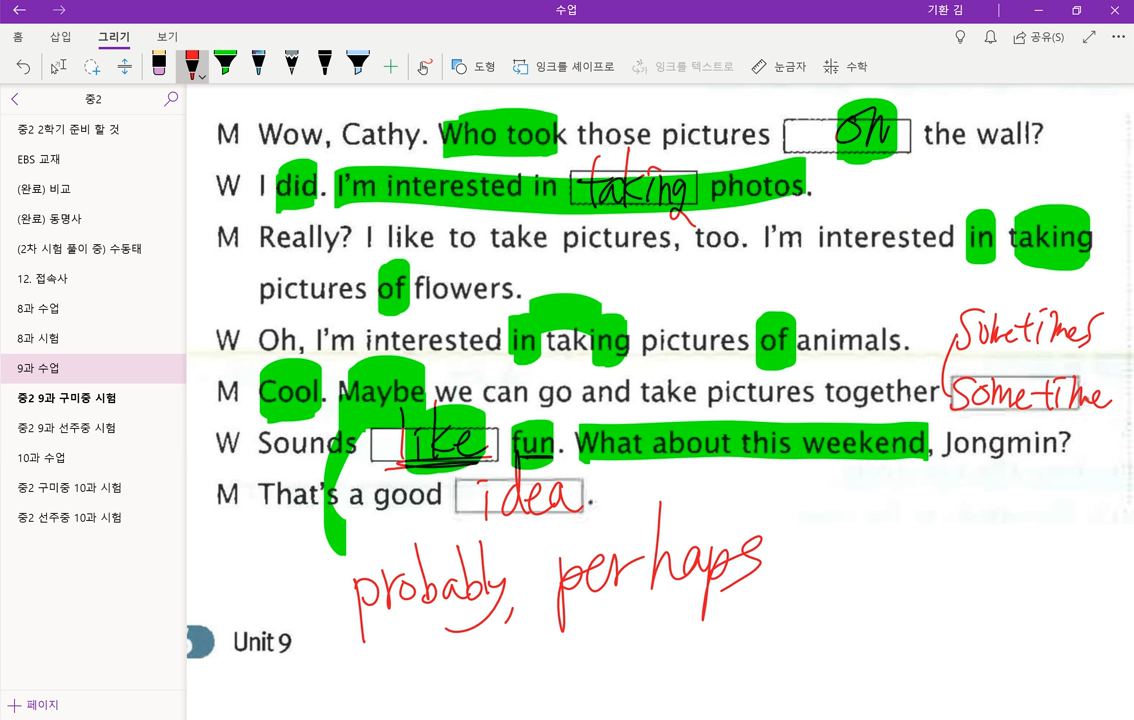 수업
기환 김
홈 삽입 그리기 보기
공유(S)
도형 잉크를 셰이프로 잉크를 텍스트로 눈금자 수학
중2
중2 2학기 준비 할 것
EBS 교재
(완료) 비교
(완료) 동명사
(2차 시험 풀이 중) 수동태
12. 접속사
8과 수업
8과 시험
9과 수업
중2 9과 구미중 시험
중2 9과 선주중 시험
10과 수업
중2 구미중 10과 시험
중2 선주중 10과 시험
페이지
M Wow, Cathy. Who took those pictures on the wall?
W I did. I'm interested in taking photos.
M Really? I like to take pictures, too. I'm interested in taking
pictures of flowers.
W Oh, I'm interested in taking pictures of animals.
Sometimes
M Cool. Maybe we can go and take pictures together Sometime
W Sounds like fun. What about this weekend, Jongmin?
M That's a good idea.
probably, perhaps
Unit 9